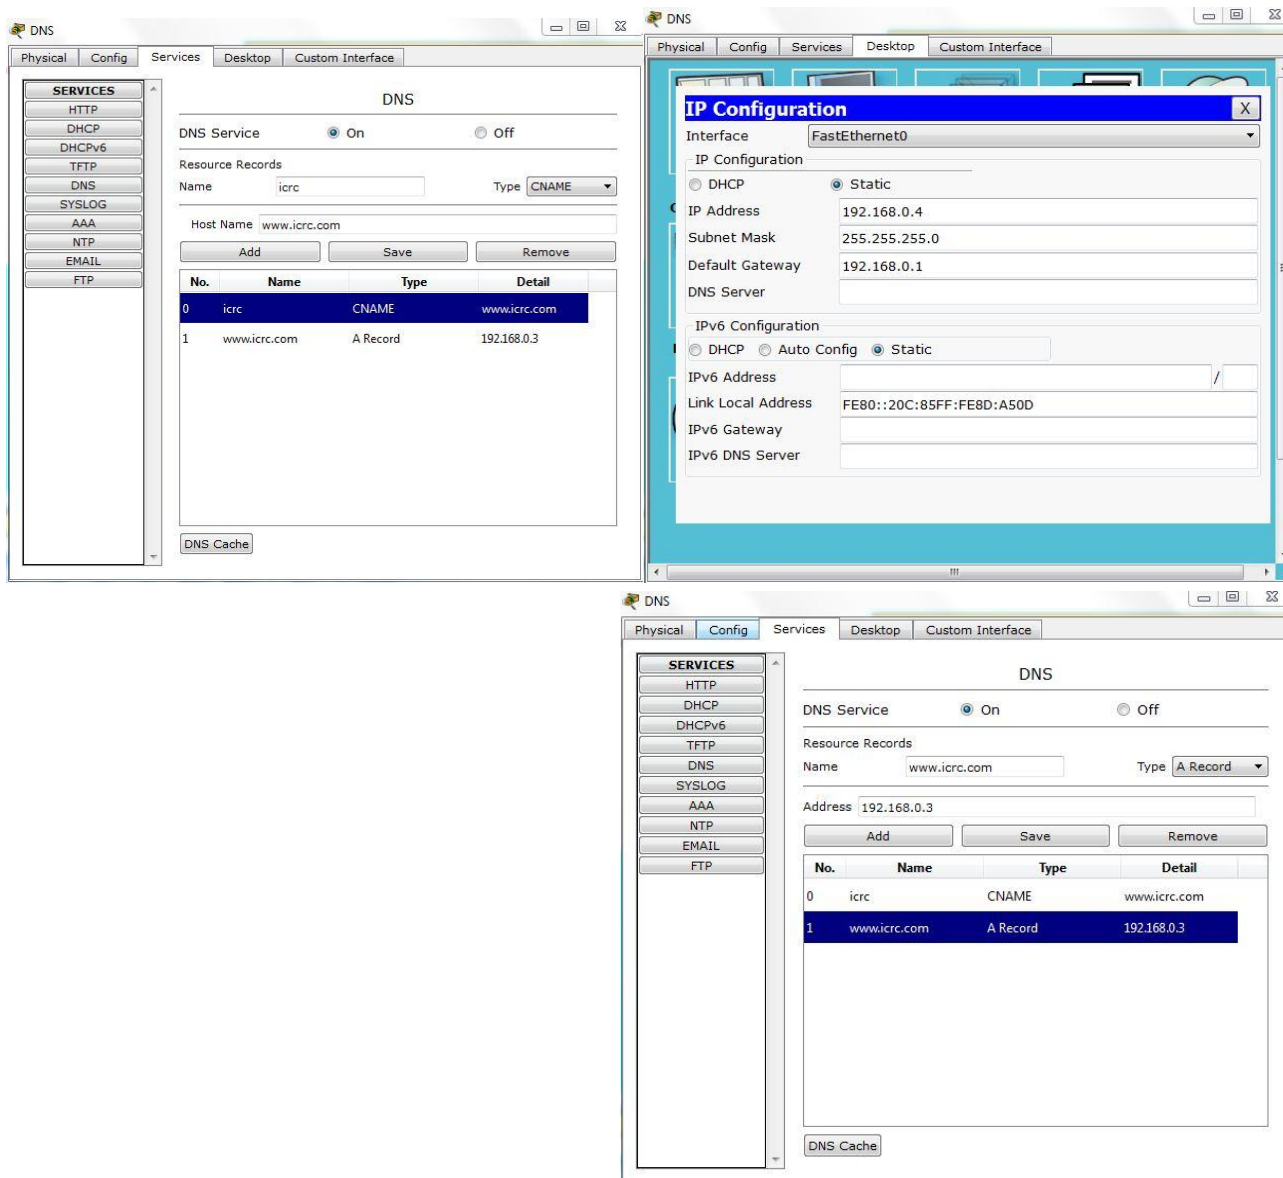 DNS
Physical Config Services Desktop Custom Interface
SERVICES
HTTP
DHCP
DHCPv6
TFTP
DNS
SYSLOG
AAA
NTP
EMAIL
FTP
DNS
DNS Service On Off
Resource Records
Name icrc Type CNAME
Host Name www.icrc.com
Add Save Remove
No. Name Type Detail
0 icrc CNAME www.icrc.com
1 www.icrc.com A Record 192.168.0.3
DNS Cache
DNS
Physical Config Services Desktop Custom Interface
IP Configuration X
Interface FastEthernet0
IP Configuration
DHCP Static
IP Address 192.168.0.4
Subnet Mask 255.255.255.0
Default Gateway 192.168.0.1
DNS Server
IPv6 Configuration
DHCP Auto Config Static
IPv6 Address /
Link Local Address FE80::20C:85FF:FE8D:A50D
IPv6 Gateway
IPv6 DNS Server
DNS
Physical Config Services Desktop Custom Interface
SERVICES
HTTP
DHCP
DHCPv6
TFTP
DNS
SYSLOG
AAA
NTP
EMAIL
FTP
DNS
DNS Service On Off
Resource Records
Name www.icrc.com Type A Record
Address 192.168.0.3
Add Save Remove
No. Name Type Detail
0 icrc CNAME www.icrc.com
1 www.icrc.com A Record 192.168.0.3
DNS Cache